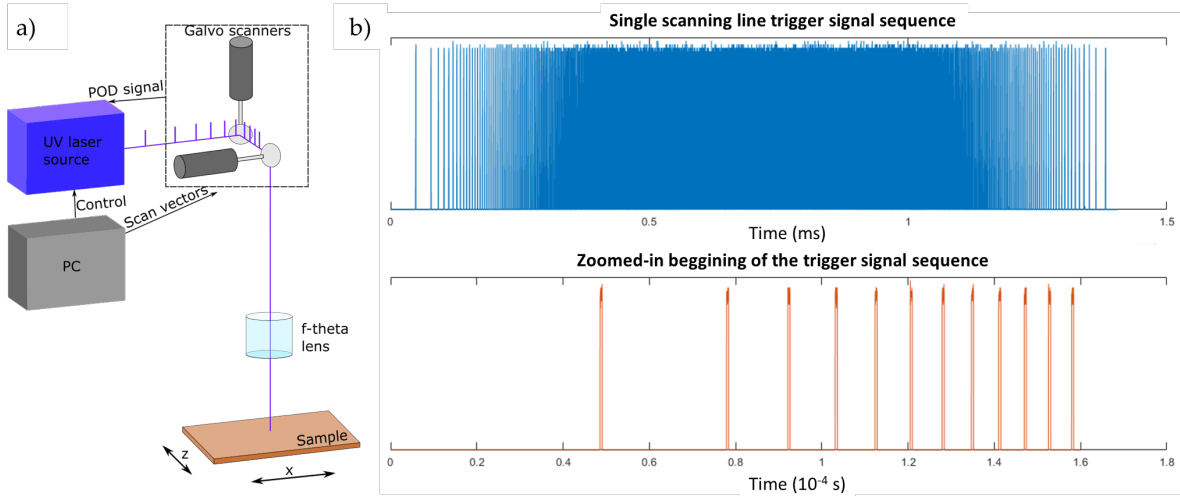 a)
Galvo scanners
POD signal
UV laser
source
Control
Scan vectors
PC
f-theta
lens
Sample
z
x
b)
Single scanning line trigger signal sequence
0
0.5
1
1.5
Time (ms)
Zoomed-in beggining of the trigger signal sequence
0
0.2
0.4
0.6
0.8
1
1.2
1.4
1.6
1.8
Time (10⁻⁴ s)